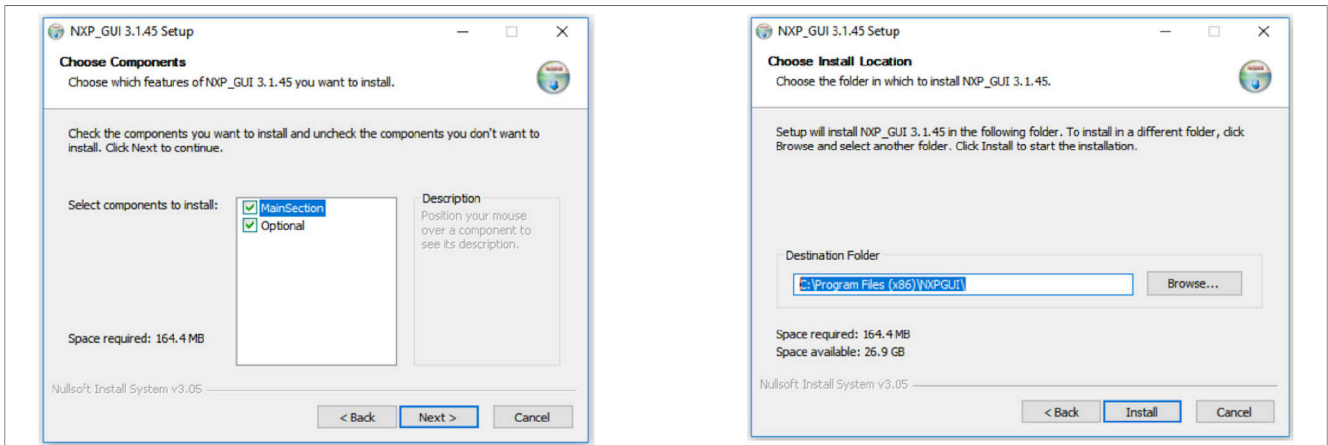 NXP_GUI 3.1.45 Setup
Choose Components
Choose which features of NXP_GUI 3.1.45 you want to install.
Check the components you want to install and uncheck the components you don't want to
install. Click Next to continue.
Select components to install:
MainSection
Optional
Description
Position your mouse
over a component to
see its description.
Space required: 164.4 MB
Nullsoft Install System v3.05
< Back
Next >
Cancel
NXP_GUI 3.1.45 Setup
Choose Install Location
Choose the folder in which to install NXP_GUI 3.1.45.
Setup will install NXP_GUI 3.1.45 in the following folder. To install in a different folder, click
Browse and select another folder. Click Install to start the installation.
Destination Folder
C:\Program Files (x86)\NXPGUI\
Browse...
Space required: 164.4 MB
Space available: 26.9 GB
Nullsoft Install System v3.05
< Back
Install
Cancel